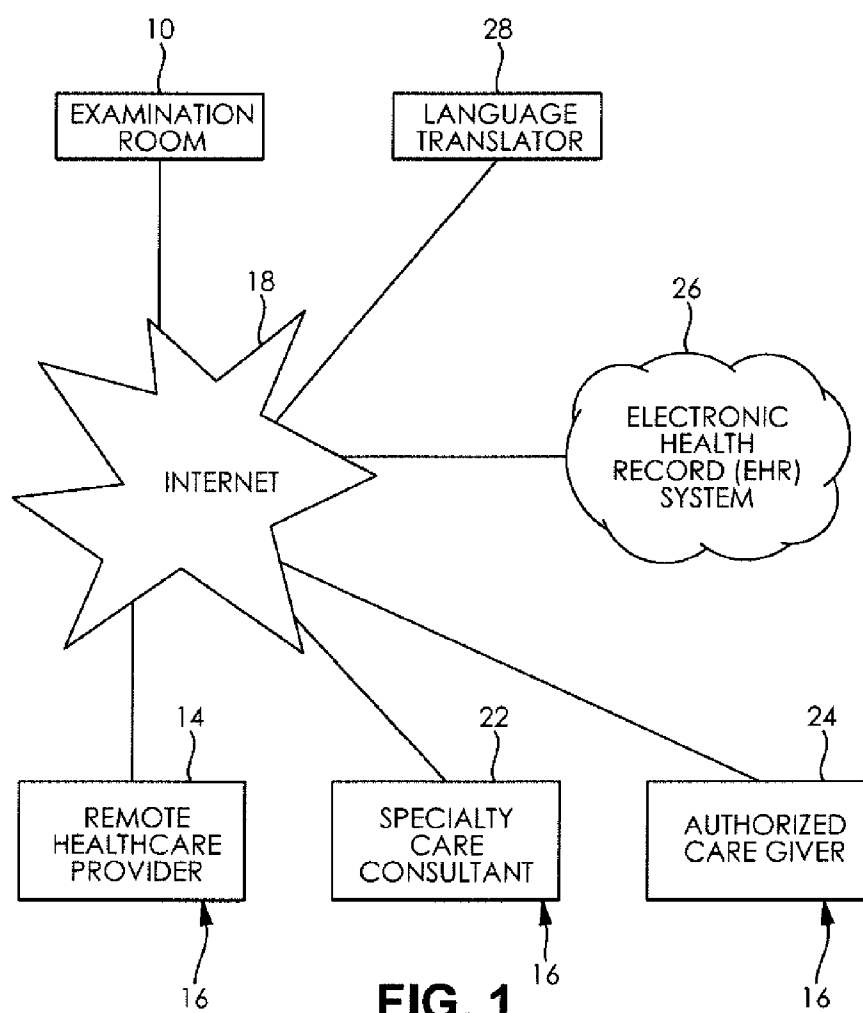 10
28
EXAMINATION
ROOM
LANGUAGE
TRANSLATOR
18
26
ELECTRONIC
HEALTH
RECORD (EHR)
SYSTEM
INTERNET
14
22
24
REMOTE
HEALTHCARE
PROVIDER
SPECIALTY
CARE
CONSULTANT
AUTHORIZED
CARE GIVER
16
16
16
FIG. 1